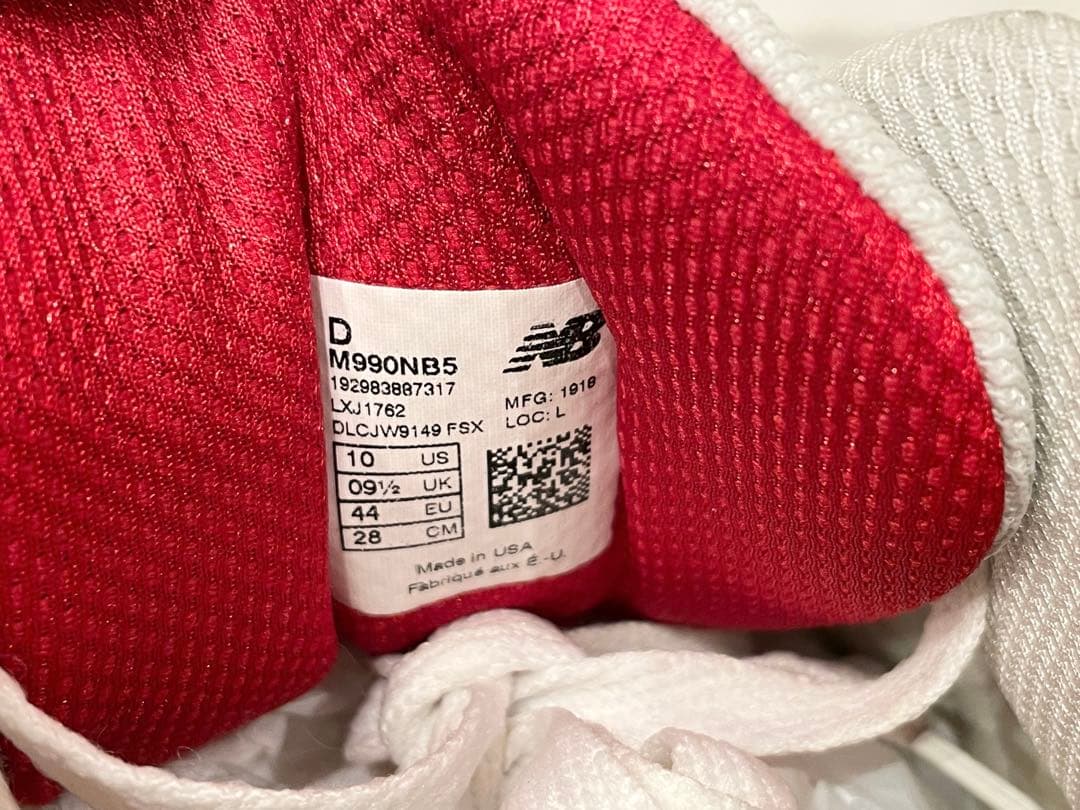 D
M990NB5
192983887317
LXJ1762
DLCJW9149 FSX
NB
MFG: 1918
LOC: L
10 US
09½ UK
44 EU
28 CM
Made in USA
Fabriqué aux É.-U.